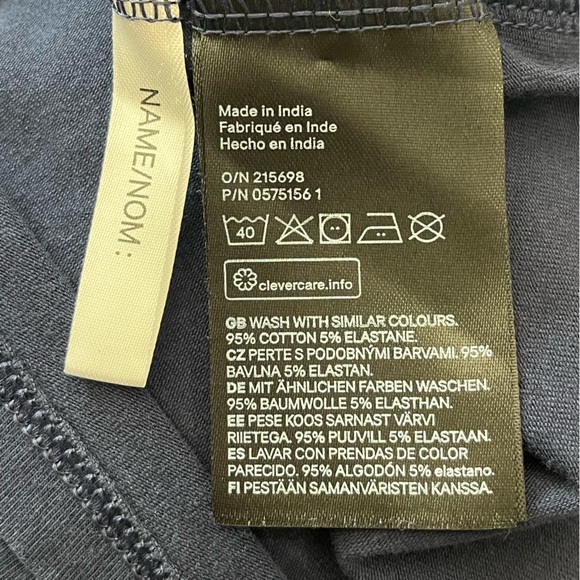 NAME/NOM :
Made in India
Fabriqué en Inde
Hecho en India
O/N 215698
P/N 0575156 1
40
clevercare.info
GB WASH WITH SIMILAR COLOURS.
95% COTTON 5% ELASTANE.
CZ PERTE S PODOBNÝMI BARVAMI. 95%
BAVLNA 5% ELASTAN.
DE MIT ÄHNLICHEN FARBEN WASCHEN.
95% BAUMWOLLE 5% ELASTHAN.
EE PESE KOOS SARNAST VÄRVI
RIIETEGA. 95% PUUVILL 5% ELASTAAN.
ES LAVAR CON PRENDAS DE COLOR
PARECIDO. 95% ALGODÓN 5% elastano.
FI PESTÄÄN SAMANVÄRISTEN KANSSA.